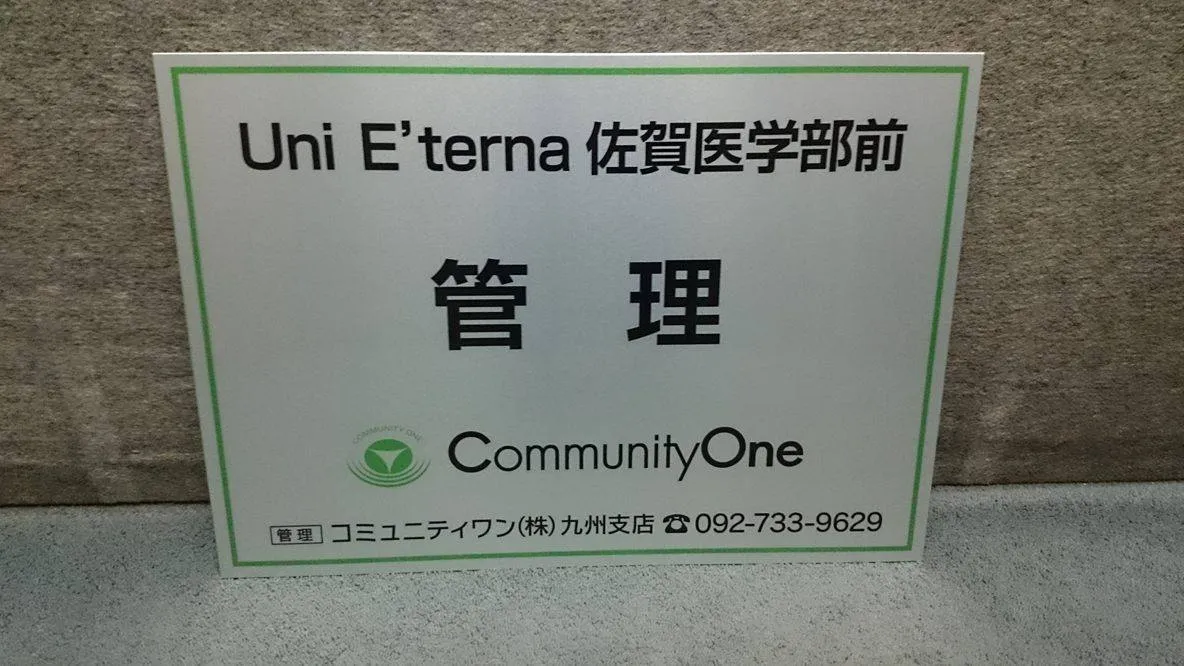 Uni E'terna 佐賀医学部前
管 理
COMMUNITY ONE
CommunityOne
管理 コミュニティワン(株)九州支店 ☎092-733-9629